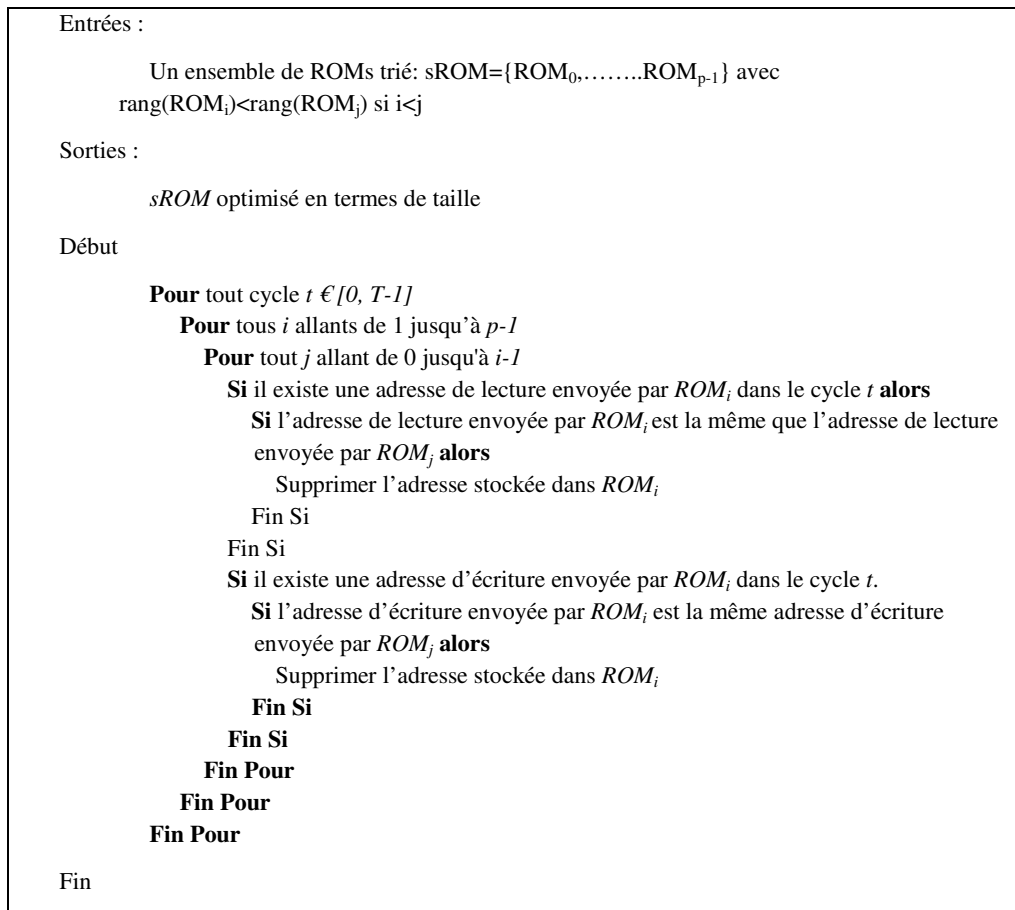 Entrées :
Un ensemble de ROMs trié: sROM={ROM0,……..ROMp-1} avec
rang(ROMi)<rang(ROMj) si i<j
Sorties :
sROM optimisé en termes de taille
Début
Pour tout cycle t € [0, T-1]
Pour tous i allants de 1 jusqu’à p-1
Pour tout j allant de 0 jusqu'à i-1
Si il existe une adresse de lecture envoyée par ROMi dans le cycle t alors
Si l’adresse de lecture envoyée par ROMi est la même que l’adresse de lecture
envoyée par ROMj alors
Supprimer l’adresse stockée dans ROMi
Fin Si
Fin Si
Si il existe une adresse d’écriture envoyée par ROMi dans le cycle t.
Si l’adresse d’écriture envoyée par ROMi est la même adresse d’écriture
envoyée par ROMj alors
Supprimer l’adresse stockée dans ROMi
Fin Si
Fin Si
Fin Pour
Fin Pour
Fin Pour
Fin